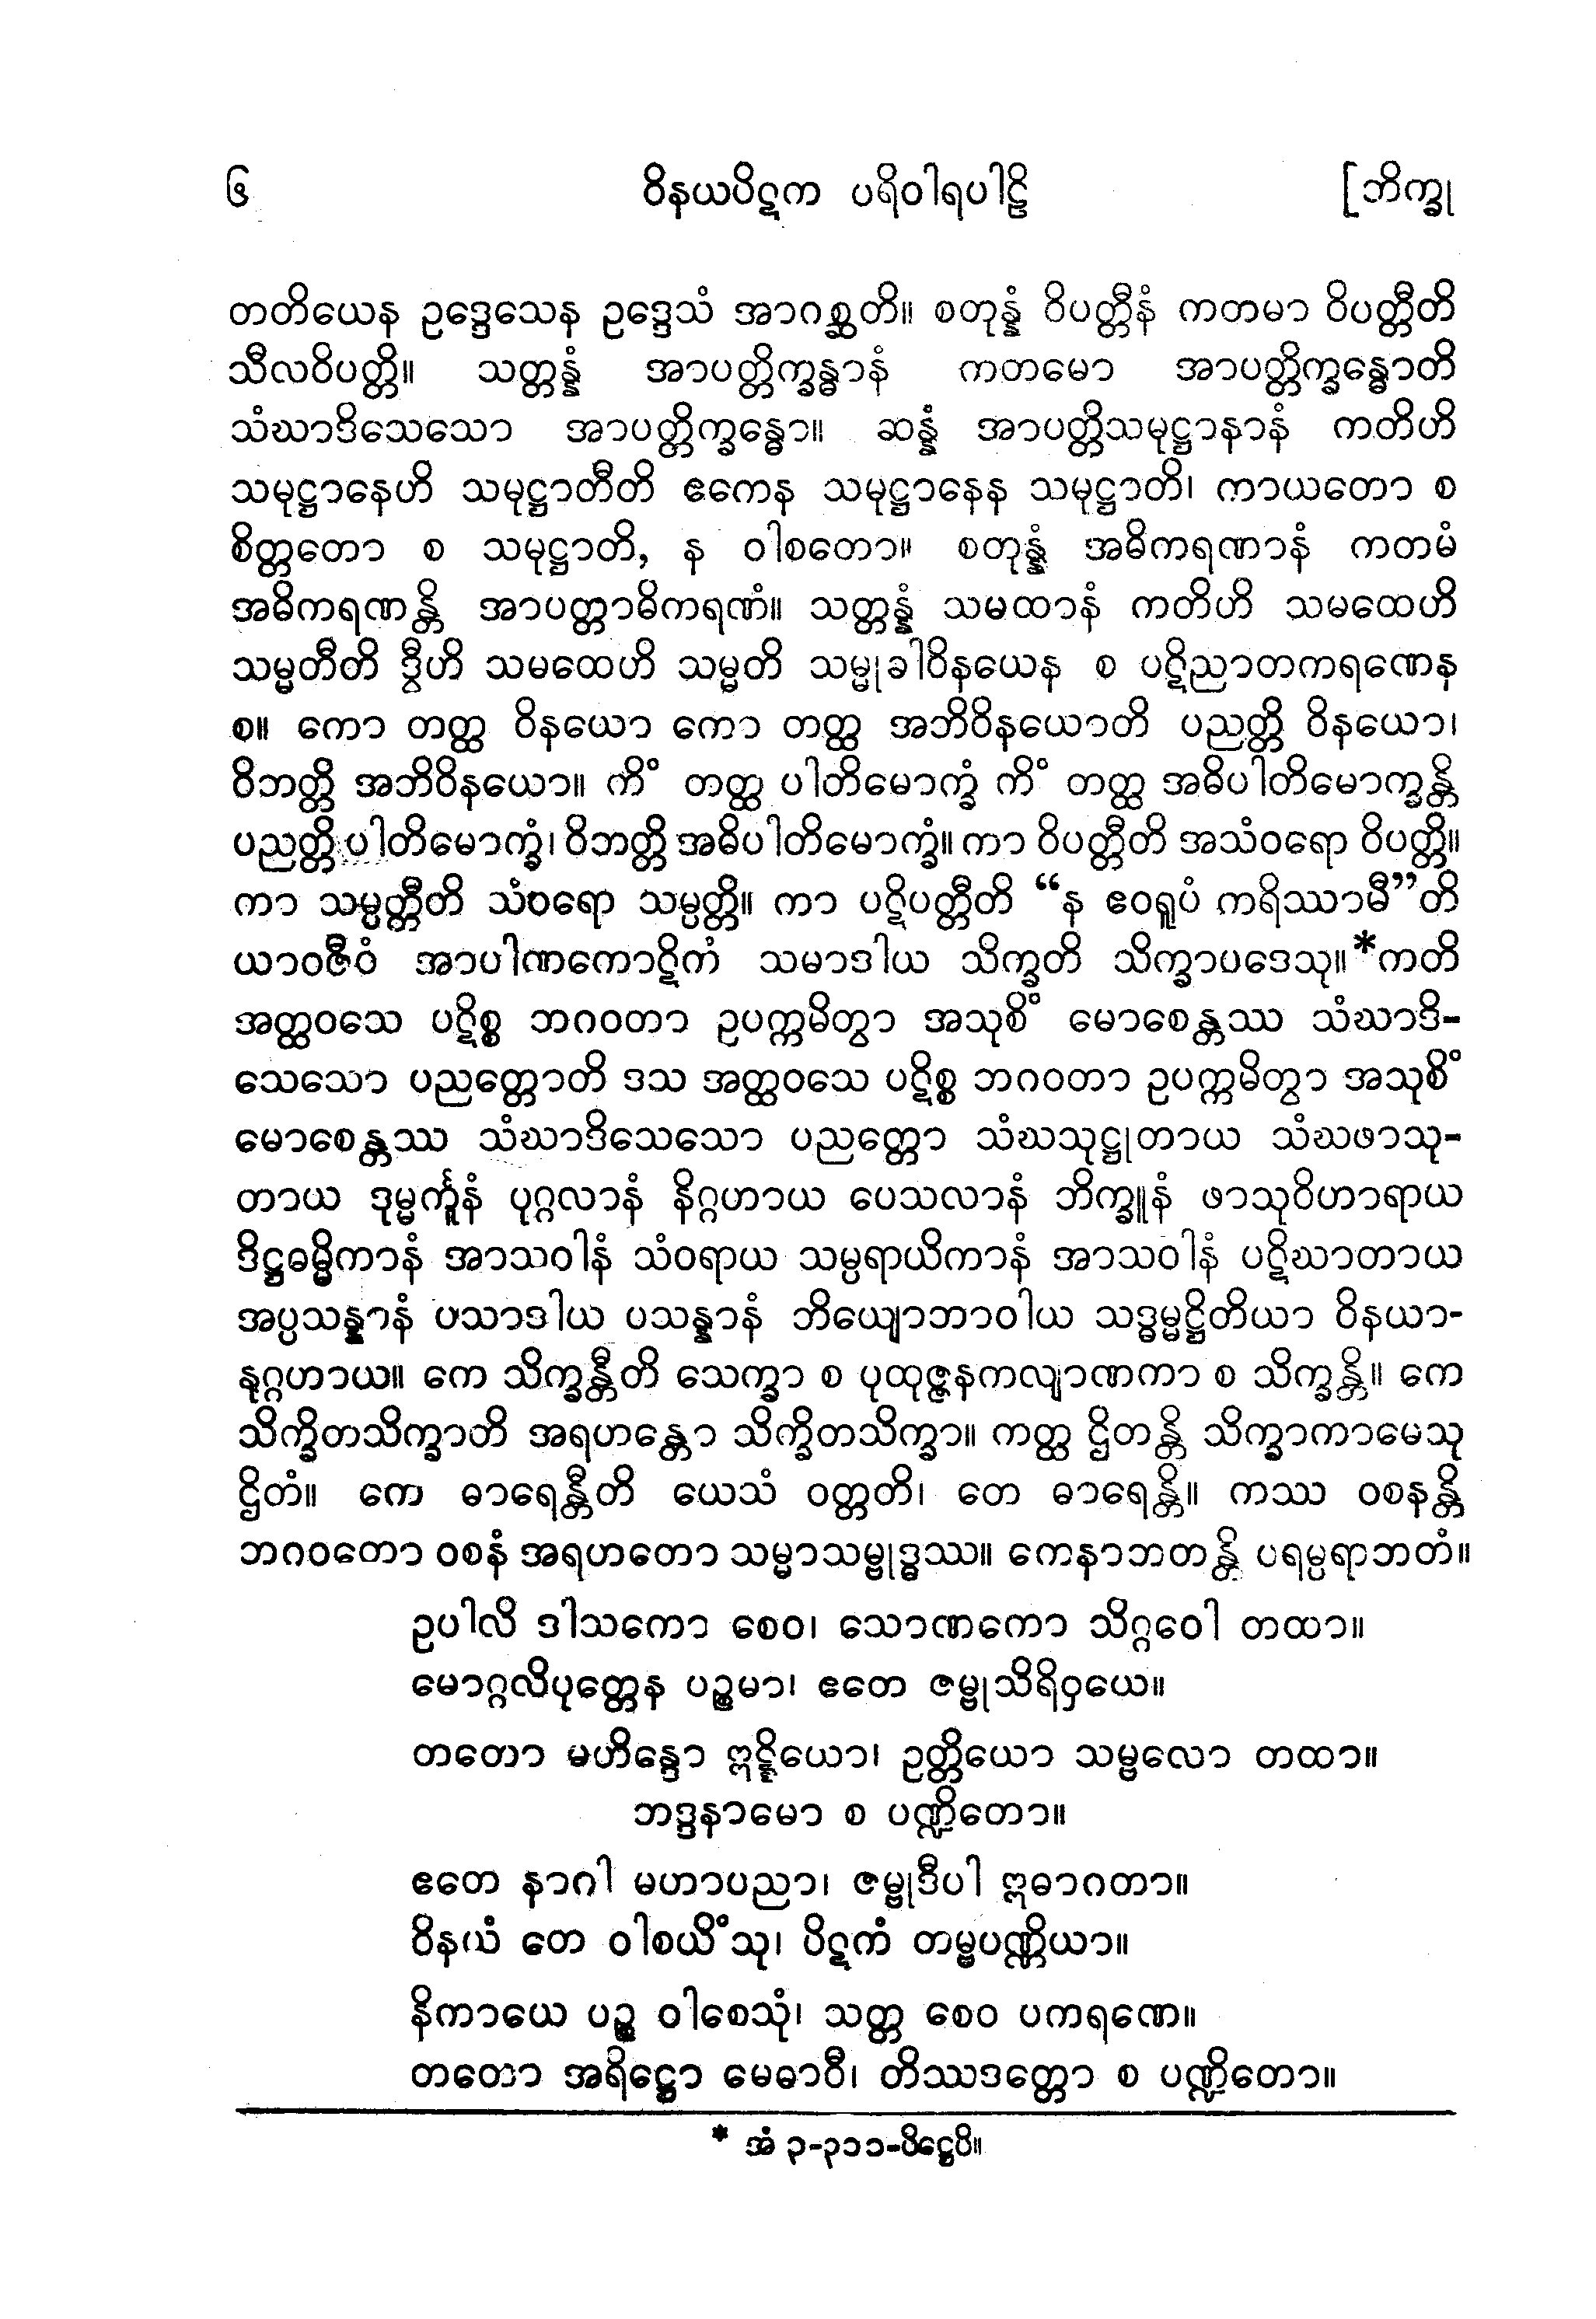 ၆ ဝိနယပိဋက ပရိဝါရပါဠိ [ဘိက္ခု
တတိယေန ဥဒ္ဒေသေန ဥဒ္ဒေသံ အာဂစ္ဆတိ။ စတုန္နံ ဝိပတ္တီနံ ကတမာ ဝိပတ္တီတိ
သီလဝိပတ္တိ။ သတ္တန္နံ အာပတ္တိက္ခန္ဓာနံ ကတမော အာပတ္တိက္ခန္ဓောတိ
သံဃာဒိသေသော အာပတ္တိက္ခန္ဓော။ ဆန္နံ အာပတ္တိသမုဋ္ဌာနာနံ ကတိဟိ
သမုဋ္ဌာနေဟိ သမုဋ္ဌာတီတိ ဧကေန သမုဋ္ဌာနေန သမုဋ္ဌာတိ၊ ကာယတော စ
စိတ္တတော စ သမုဋ္ဌာတိ, န ဝါစတော။ စတုန္နံ အဓိကရဏာနံ ကတမံ
အဓိကရဏန္တိ အာပတ္တာဓိကရဏံ။ သတ္တန္နံ သမထာနံ ကတိဟိ သမထေဟိ
သမ္မတီတိ ဒွီဟိ သမထေဟိ သမ္မတိ သမ္မုခါဝိနယေန စ ပဋိညာတကရဏေန
စ။ ကော တတ္ထ ဝိနယော ကော တတ္ထ အဘိဝိနယောတိ ပညတ္တိ ဝိနယော၊
ဝိဘတ္တိ အဘိဝိနယော။ ကိံ တတ္ထ ပါတိမောက္ခံ ကိံ တတ္ထ အဓိပါတိမောက္ခန္တိ
ပညတ္တိ ပါတိမောက္ခံ၊ ဝိဘတ္တိ အဓိပါတိမောက္ခံ။ ကာ ဝိပတ္တီတိ အသံဝရော ဝိပတ္တိ။
ကာ သမ္ပတ္တီတိ သံဝရော သမ္ပတ္တိ။ ကာ ပဋိပတ္တီတိ “န ဧဝရူပံ ကရိဿာမီ”တိ
ယာဝဇီဝံ အာပါဏကောဋိကံ သမာဒါယ သိက္ခတိ သိက္ခာပဒေသု။*ကတိ
အတ္ထဝသေ ပဋိစ္စ ဘဂဝတာ ဥပက္ကမိတွာ အသုစိံ မောစေန္တဿ သံဃာဒိ-
သေသော ပညတ္တောတိ ဒသ အတ္ထဝသေ ပဋိစ္စ ဘဂဝတာ ဥပက္ကမိတွာ အသုစိံ
မောစေန္တဿ သံဃာဒိသေသော ပညတ္တော သံဃသုဋ္ဌုတာယ သံဃဖာသု-
တာယ ဒုမ္မင်္ကူနံ ပုဂ္ဂလာနံ နိဂ္ဂဟာယ ပေသလာနံ ဘိက္ခူနံ ဖာသုဝိဟာရာယ
ဒိဋ္ဌဓမ္မိကာနံ အာသဝါနံ သံဝရာယ သမ္ပရာယိကာနံ အာသဝါနံ ပဋိဃာတာယ
အပ္ပသန္နာနံ ပသာဒါယ ပသန္နာနံ ဘိယျောဘာဝါယ သဒ္ဓမ္မဋ္ဌိတိယာ ဝိနယာ-
နုဂ္ဂဟာယ။ ကေ သိက္ခန္တီတိ သေက္ခာ စ ပုထုဇ္ဇနကလျာဏကာ စ သိက္ခန္တိ။ ကေ
သိက္ခိတသိက္ခာတိ အရဟန္တော သိက္ခိတသိက္ခာ။ ကတ္ထ ဌိတန္တိ သိက္ခာကာမေသု
ဌိတံ။ ကေ ဓာရေန္တီတိ ယေသံ ဝတ္တတိ၊ တေ ဓာရေန္တိ။ ကဿ ဝစနန္တိ
ဘဂဝတော ဝစနံ အရဟတော သမ္မာသမ္ဗုဒ္ဓဿ။ ကေနာဘတန္တိ ပရမ္ပရာဘတံ။
ဥပါလိ ဒါသကော စေဝ၊ သောဏကော သိဂ္ဂဝေါ တထာ။
မောဂ္ဂလိပုတ္တေန ပဉ္စမာ၊ ဧတေ ဇမ္ဗုသိရိဝှယေ။
တတော မဟိန္ဒော ဣဋ္ဋိယော၊ ဥတ္တိယော သမ္ဗလော တထာ။
ဘဒ္ဒနာမော စ ပဏ္ဍိတော။
ဧတေ နာဂါ မဟာပညာ၊ ဇမ္ဗုဒီပါ ဣဓာဂတာ။
ဝိနယံ တေ ဝါစယိံသု၊ ပိဋကံ တမ္ဗပဏ္ဏိယာ။
နိကာယေ ပဉ္စ ဝါစေသုံ၊ သတ္တ စေဝ ပကရဏေ။
တတော အရိဋ္ဌော မေဓာဝီ၊ တိဿဒတ္တော စ ပဏ္ဍိတော။
* အံ ၃-၃၁၁-ပိဋ္ဌေပိ။